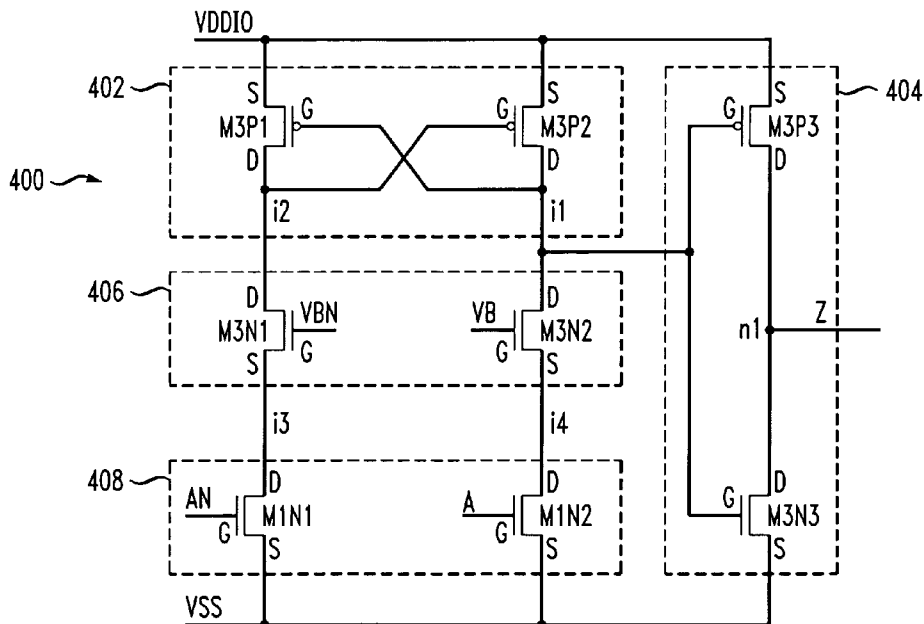 VDDIO
402
404
S
S
S
G
G
G
M3P1
M3P2
M3P3
D
D
D
400
i2
i1
406
D
D
VBN
VB
M3N1
M3N2
n1
Z
G
G
S
S
i3
i4
408
D
D
D
AN
A
G
M1N1
M1N2
M3N3
G
G
S
S
S
VSS